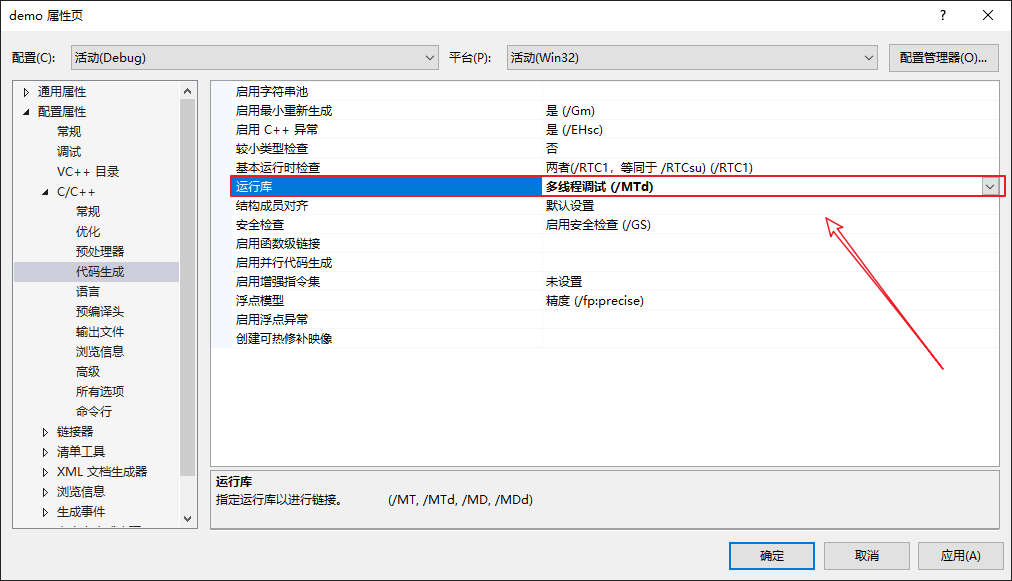 demo 属性页
配置(C): 活动(Debug) 平台(P): 活动(Win32) 配置管理器(O)...
通用属性
配置属性
常规
调试
VC++ 目录
C/C++
常规
优化
预处理器
代码生成
语言
预编译头
输出文件
浏览信息
高级
所有选项
命令行
链接器
清单工具
XML 文档生成器
浏览信息
生成事件
启用字符串池
启用最小重新生成 是 (/Gm)
启用 C++ 异常 是 (/EHsc)
较小类型检查 否
基本运行时检查 两者(/RTC1，等同于 /RTCsu) (/RTC1)
运行库 多线程调试 (/MTd)
结构成员对齐 默认设置
安全检查 启用安全检查 (/GS)
启用函数级链接
启用并行代码生成
启用增强指令集 未设置
浮点模型 精度 (/fp:precise)
启用浮点异常
创建可热修补映像
运行库
指定运行库以进行链接。 (/MT, /MTd, /MD, /MDd)
确定 取消 应用(A)